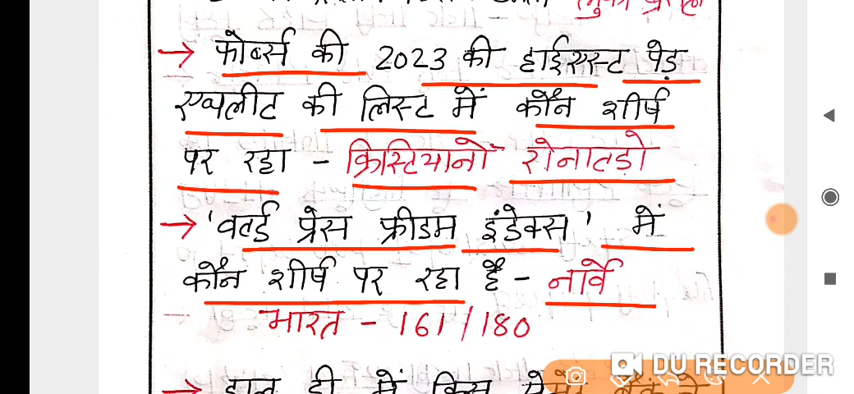 → फोर्ब्स की 2023 की हाईएस्ट पेड़
एथलीट की लिस्ट में कौन शीर्ष
पर रहा - क्रिस्टियानो रोनाल्डो
→ 'वर्ल्ड प्रेस फ्रीडम इंडेक्स' में
कौन शीर्ष पर रहा है - नार्वे
भारत - 161/180
→ हाल ही में किस
DU RECORDER